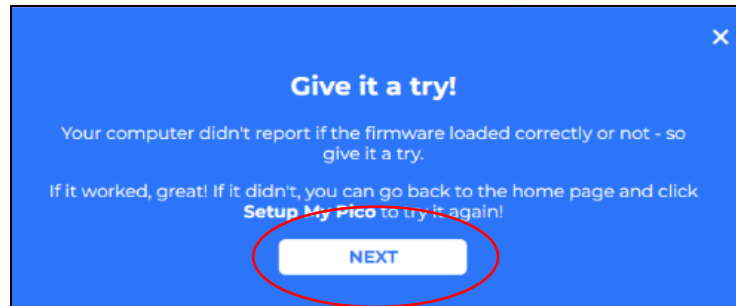 Give it a try!
Your computer didn't report if the firmware loaded correctly or not - so
give it a try.
If it worked, great! If it didn't, you can go back to the home page and click
Setup My Pico to try it again!
NEXT